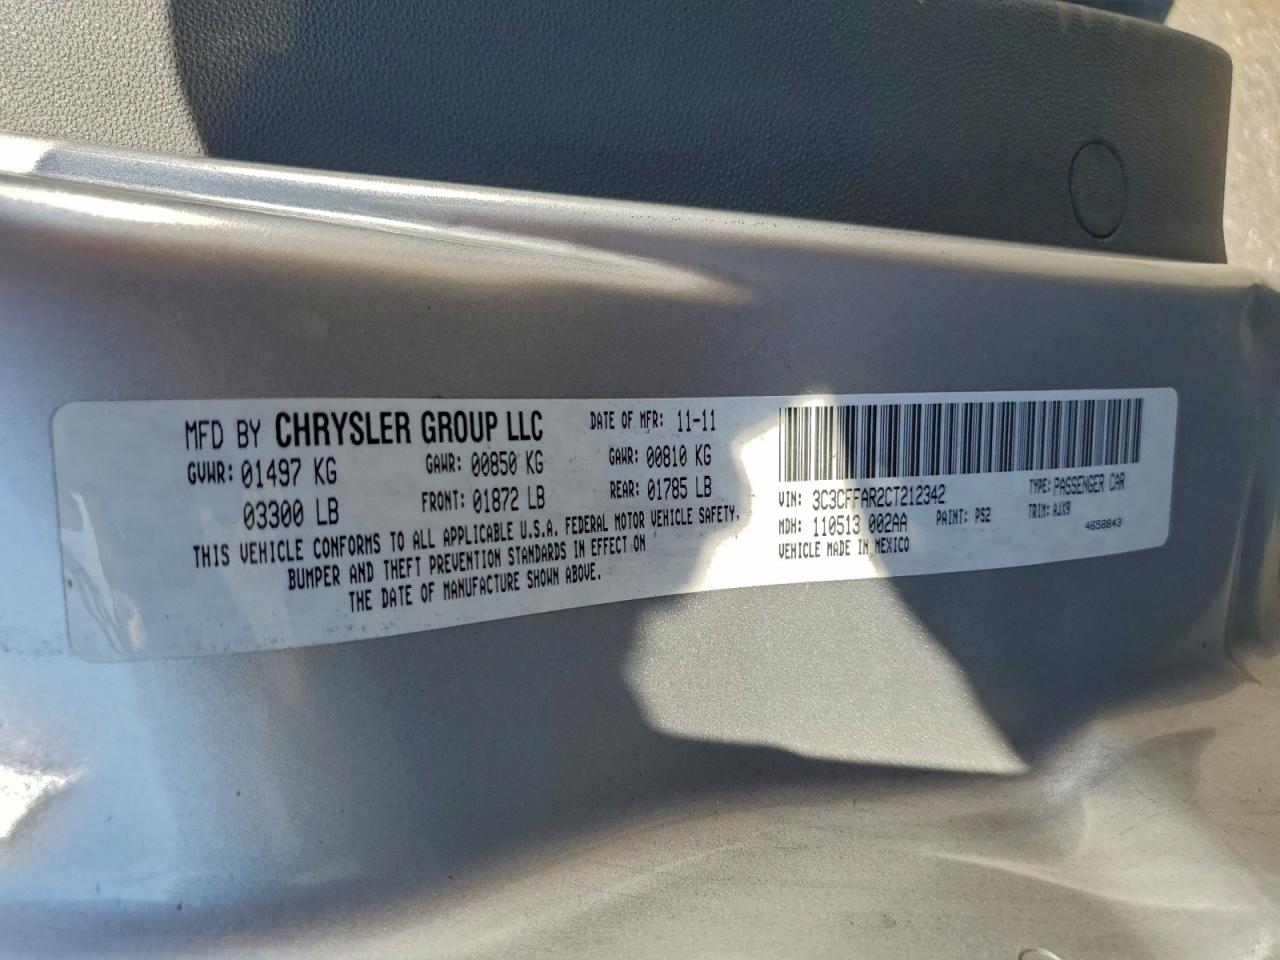 MFD BY CHRYSLER GROUP LLC DATE OF MFR: 11-11
GVWR: 01497 KG GAWR: 00850 KG GAWR: 00810 KG
03300 LB FRONT: 01872 LB REAR: 01785 LB
THIS VEHICLE CONFORMS TO ALL APPLICABLE U.S.A. FEDERAL MOTOR VEHICLE SAFETY,
BUMPER AND THEFT PREVENTION STANDARDS IN EFFECT ON
THE DATE OF MANUFACTURE SHOWN ABOVE.
VIN: 3C3CFFAR2CT212342 TYPE: PASSENGER CAR
MDH: 110513 002AA PAINT: PS2 TRIM: AJX9
VEHICLE MADE IN MEXICO 4658843